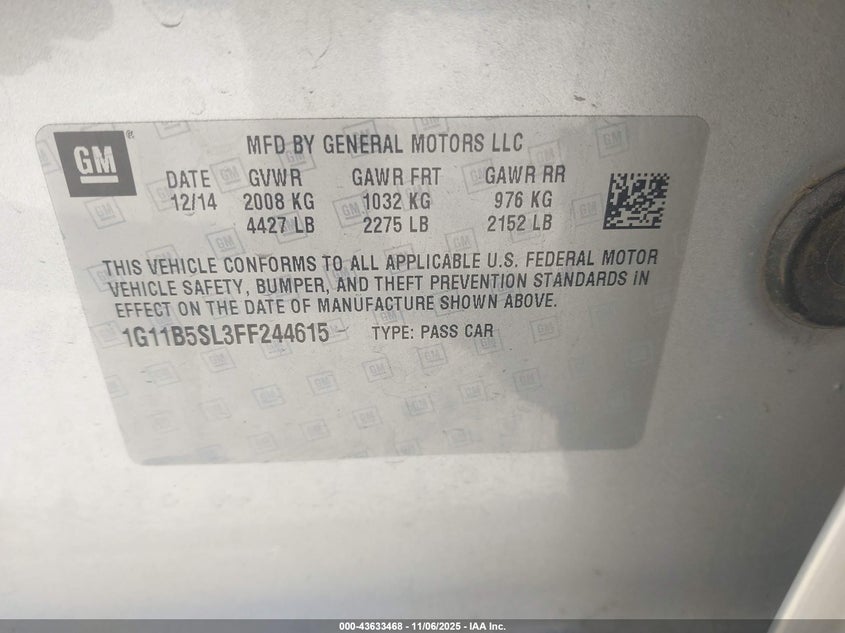 GM
MFD BY GENERAL MOTORS LLC
DATE GVWR GAWR FRT GAWR RR
12/14 2008 KG 1032 KG 976 KG
4427 LB 2275 LB 2152 LB
THIS VEHICLE CONFORMS TO ALL APPLICABLE U.S. FEDERAL MOTOR
VEHICLE SAFETY, BUMPER, AND THEFT PREVENTION STANDARDS IN
EFFECT ON THE DATE OF MANUFACTURE SHOWN ABOVE.
1G11B5SL3FF244615 TYPE: PASS CAR
000-43633468 - 11/06/2025 - IAA Inc.